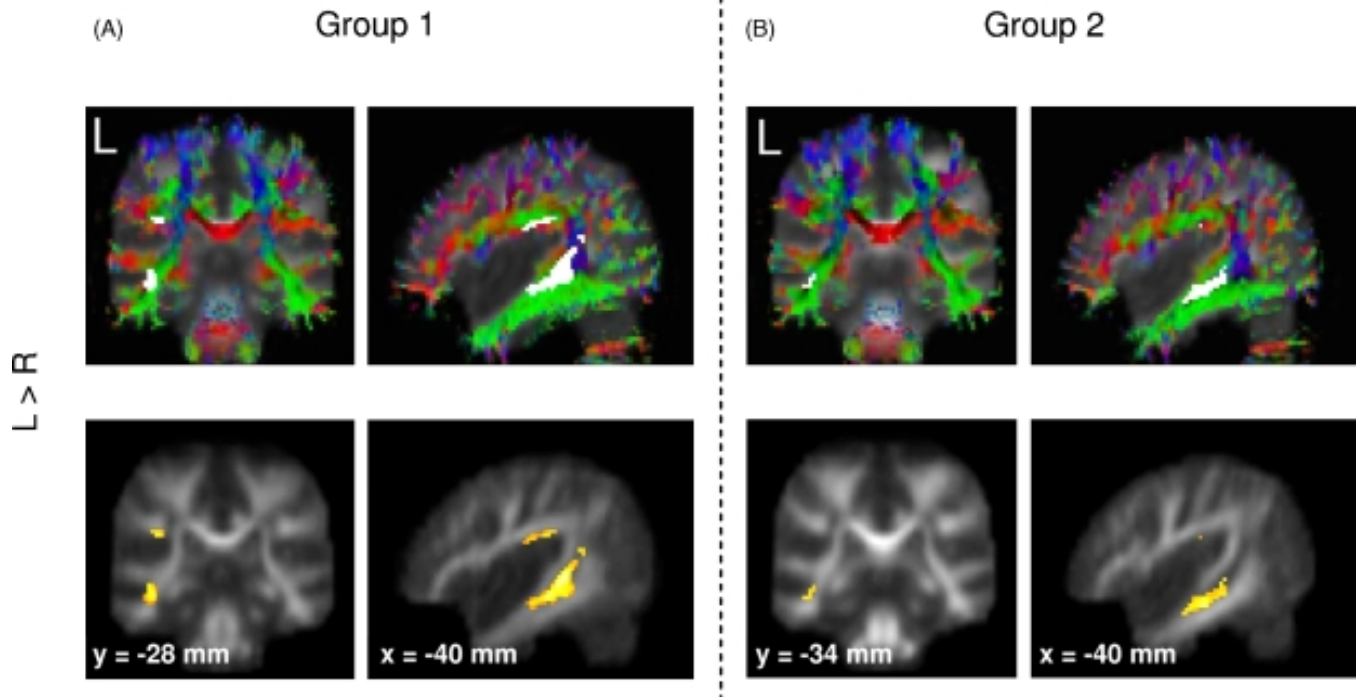 (A) Group 1
(B) Group 2
L
L
L > R
y = -28 mm
x = -40 mm
y = -34 mm
x = -40 mm